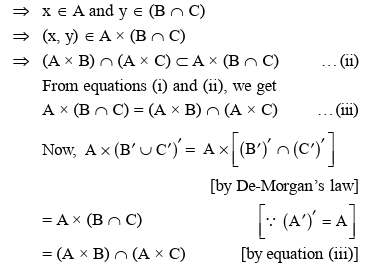 ⇒ x ∈ A and y ∈ (B ∩ C)
⇒ (x, y) ∈ A × (B ∩ C)
⇒ (A × B) ∩ (A × C) ⊂ A × (B ∩ C) ...(ii)
From equations (i) and (ii), we get
A × (B ∩ C) = (A × B) ∩ (A × C) ...(iii)
Now, A × (B′ ∪ C′)′ = A × [(B′)′ ∩ (C′)′]
[by De-Morgan's law]
= A × (B ∩ C) [∵ (A′)′ = A]
= (A × B) ∩ (A × C) [by equation (iii)]